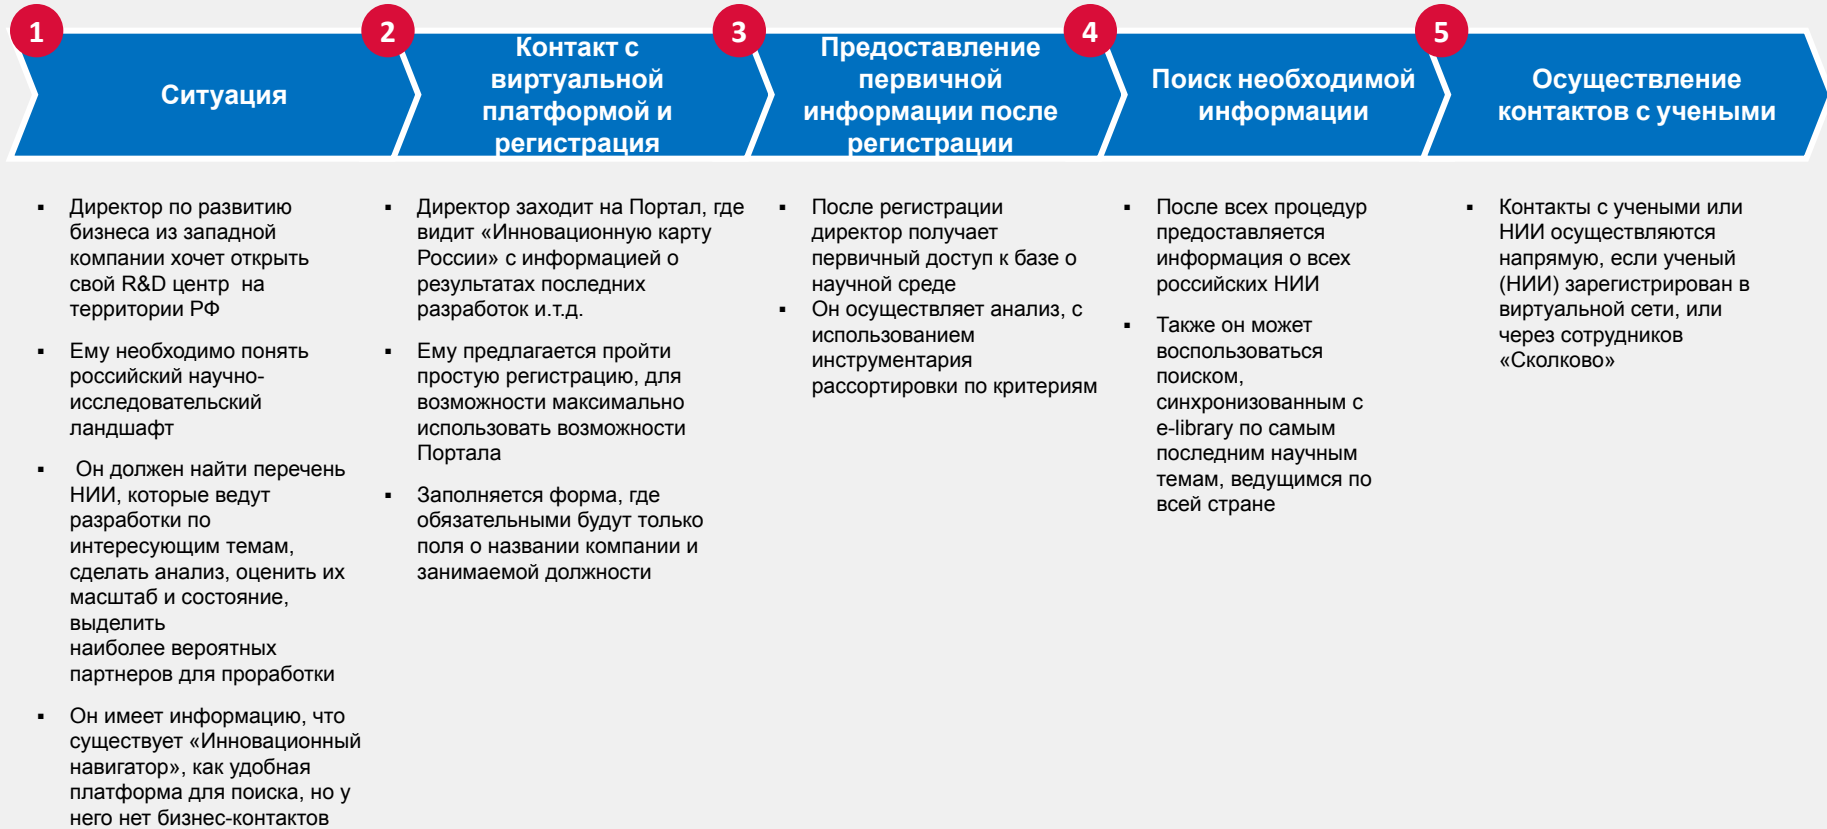 1
Ситуация
2
Контакт с
виртуальной
платформой и
регистрация
3
Предоставление
первичной
информации после
регистрации
4
Поиск необходимой
информации
5
Осуществление
контактов с учеными
▪ Директор по развитию
бизнеса из западной
компании хочет открыть
свой R&D центр на
территории РФ
▪ Ему необходимо понять
российский научно-
исследовательский
ландшафт
▪ Он должен найти перечень
НИИ, которые ведут
разработки по
интересующим темам,
сделать анализ, оценить их
масштаб и состояние,
выделить
наиболее вероятных
партнеров для проработки
▪ Он имеет информацию, что
существует «Инновационный
навигатор», как удобная
платформа для поиска, но у
него нет бизнес-контактов
▪ Директор заходит на Портал, где
видит «Инновационную карту
России» с информацией о
результатах последних
разработок и.т.д.
▪ Ему предлагается пройти
простую регистрацию, для
возможности максимально
использовать возможности
Портала
▪ Заполняется форма, где
обязательными будут только
поля о названии компании и
занимаемой должности
▪ После регистрации
директор получает
первичный доступ к базе о
научной среде
▪ Он осуществляет анализ, с
использованием
инструментария
рассортировки по критериям
▪ После всех процедур
предоставляется
информация о всех
российских НИИ
▪ Также он может
воспользоваться
поиском,
синхронизованным с
e-library по самым
последним научным
темам, ведущимся по
всей стране
▪ Контакты с учеными или
НИИ осуществляются
напрямую, если ученый
(НИИ) зарегистрирован в
виртуальной сети, или
через сотрудников
«Сколково»